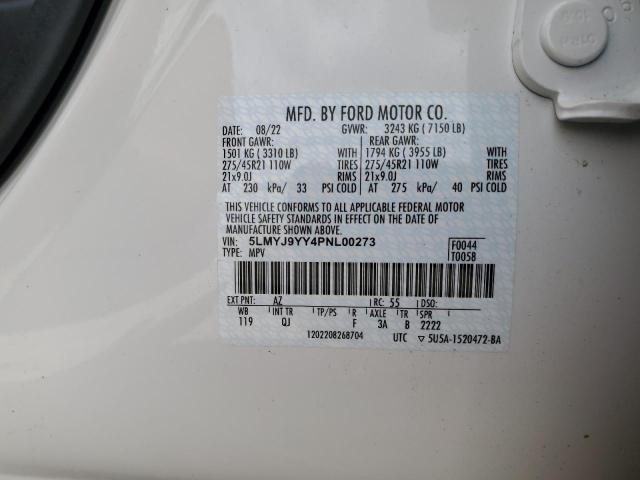 MFD. BY FORD MOTOR CO.
DATE: 08/22 GVWR: 3243 KG ( 7150 LB)
FRONT GAWR: REAR GAWR:
1501 KG ( 3310 LB) WITH 1794 KG ( 3955 LB) WITH
275/45R21 110W TIRES 275/45R21 110W TIRES
21x9.0J RIMS 21x9.0J RIMS
AT 230 kPa/ 33 PSI COLD AT 275 kPa/ 40 PSI COLD
THIS VEHICLE CONFORMS TO ALL APPLICABLE FEDERAL MOTOR
VEHICLE SAFETY STANDARDS IN EFFECT ON THE DATE OF
MANUFACTURE SHOWN ABOVE.
VIN: 5LMYJ9YY4PNL00273 F0044
TYPE: MPV T0058
EXT PNT: AZ RC: 55 DSO:
WB INT TR TP/PS R AXLE TR SPR
119 QJ F 3A B 2222
1202208268704 UTC ▽ 5U5A-1520472-BA